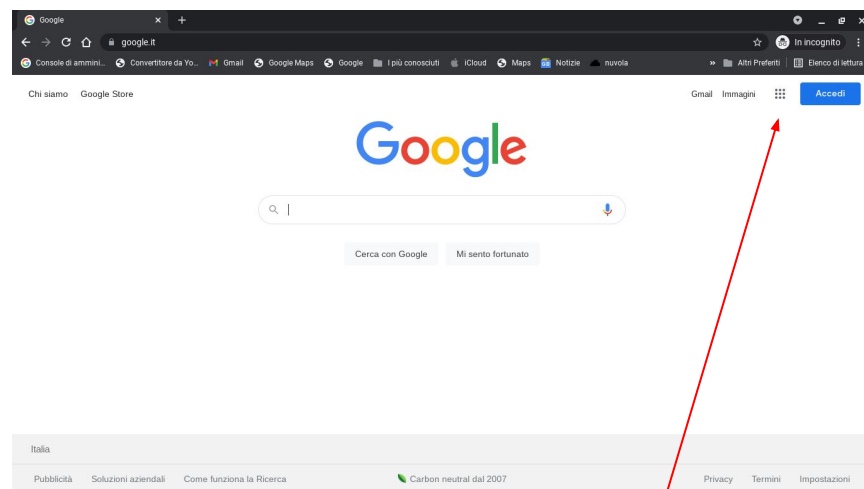 Google
google.it
In incognito
Console di ammini... Convertitore da Yo... Gmail Google Maps Google I più conosciuti iCloud Maps Notizie nuvola » Altri Preferiti Elenco di lettura
Chi siamo Google Store Gmail Immagini Accedi
Google
Cerca con Google Mi sento fortunato
Italia
Pubblicità Soluzioni aziendali Come funziona la Ricerca Carbon neutral dal 2007 Privacy Termini Impostazioni